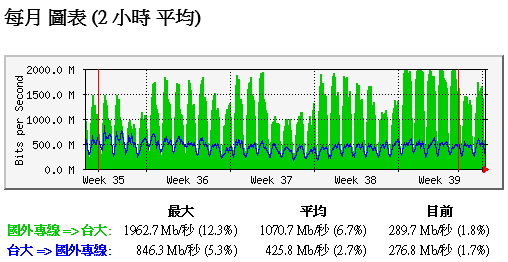 每月 圖表 (2 小時 平均)
Bits per Second
2000.0 M
1500.0 M
1000.0 M
500.0 M
0.0 M
Week 35 Week 36 Week 37 Week 38 Week 39
最大 平均 目前
國外專線 => 台大: 1962.7 Mb/秒 (12.3%) 1070.7 Mb/秒 (6.7%) 289.7 Mb/秒 (1.8%)
台大 => 國外專線: 846.3 Mb/秒 (5.3%) 425.8 Mb/秒 (2.7%) 276.8 Mb/秒 (1.7%)